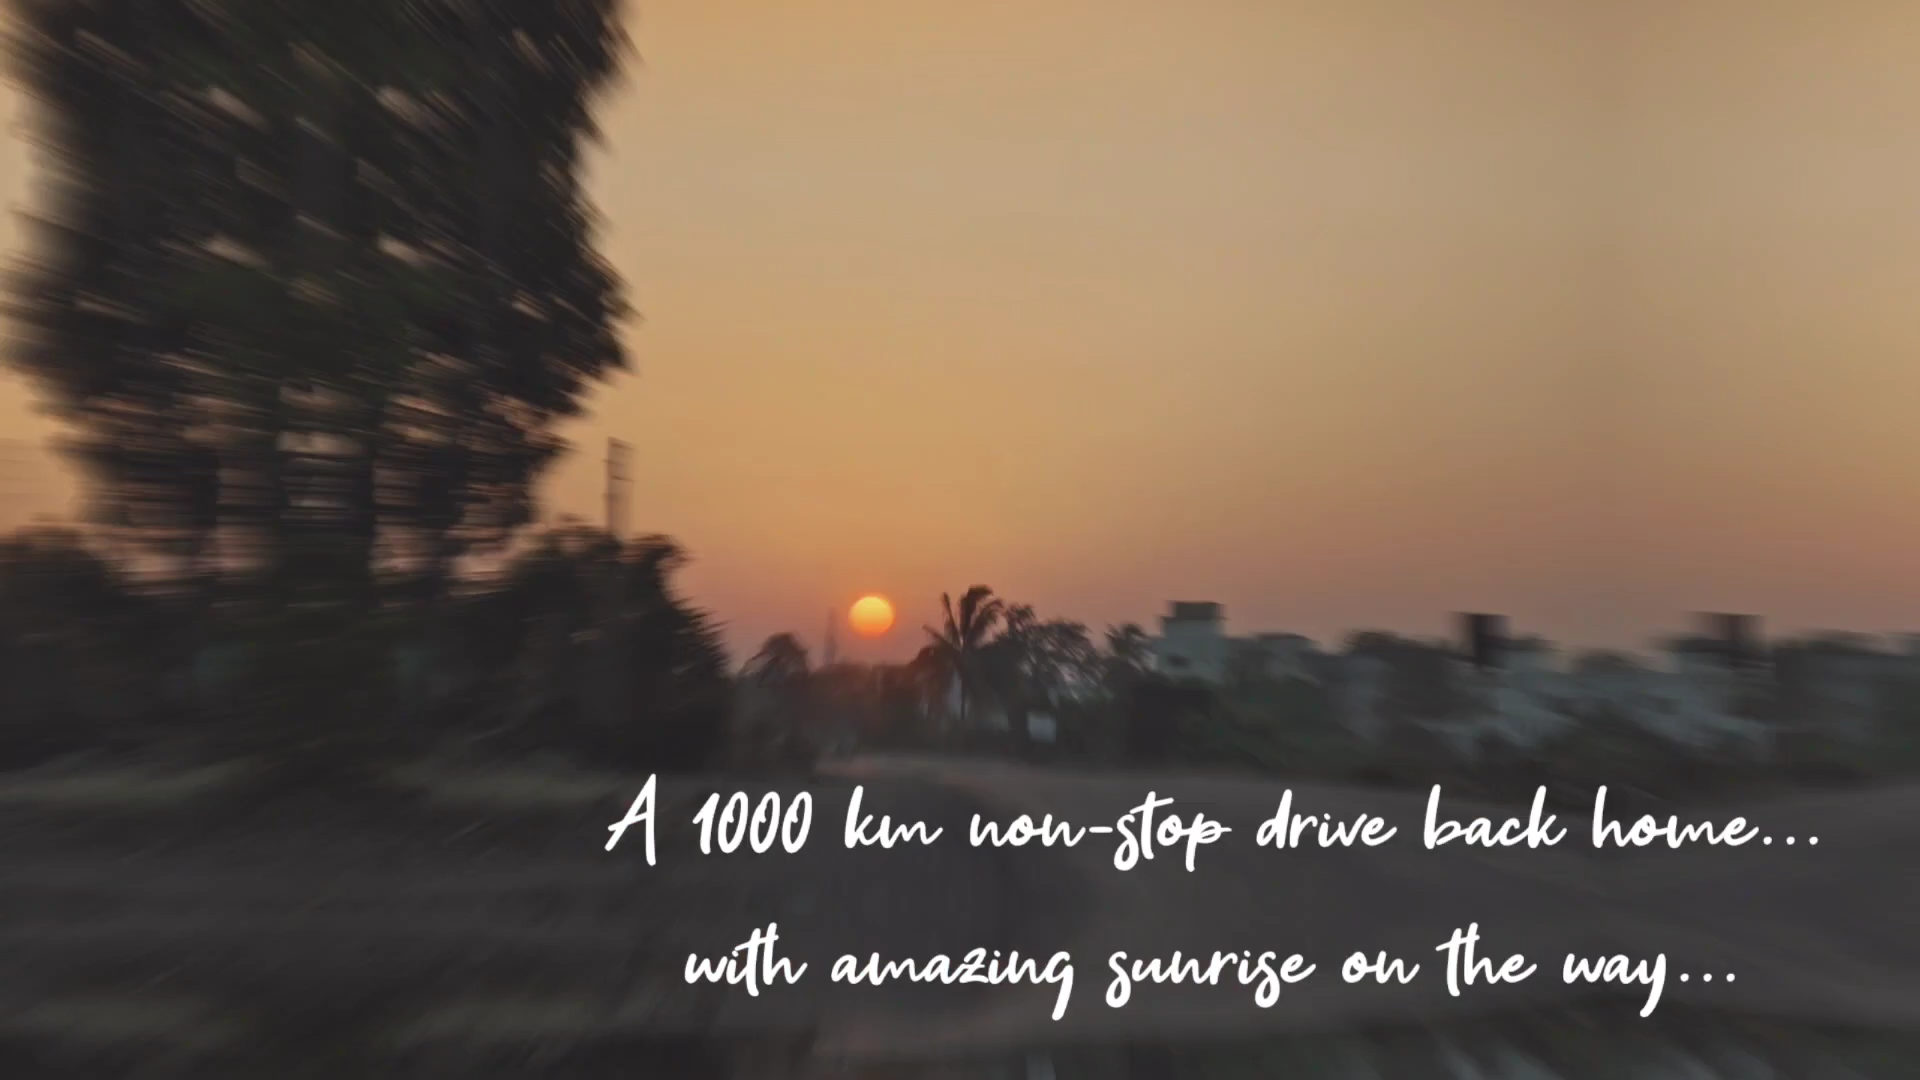 A 1000 km non-stop drive back home...
with amazing sunrise on the way...